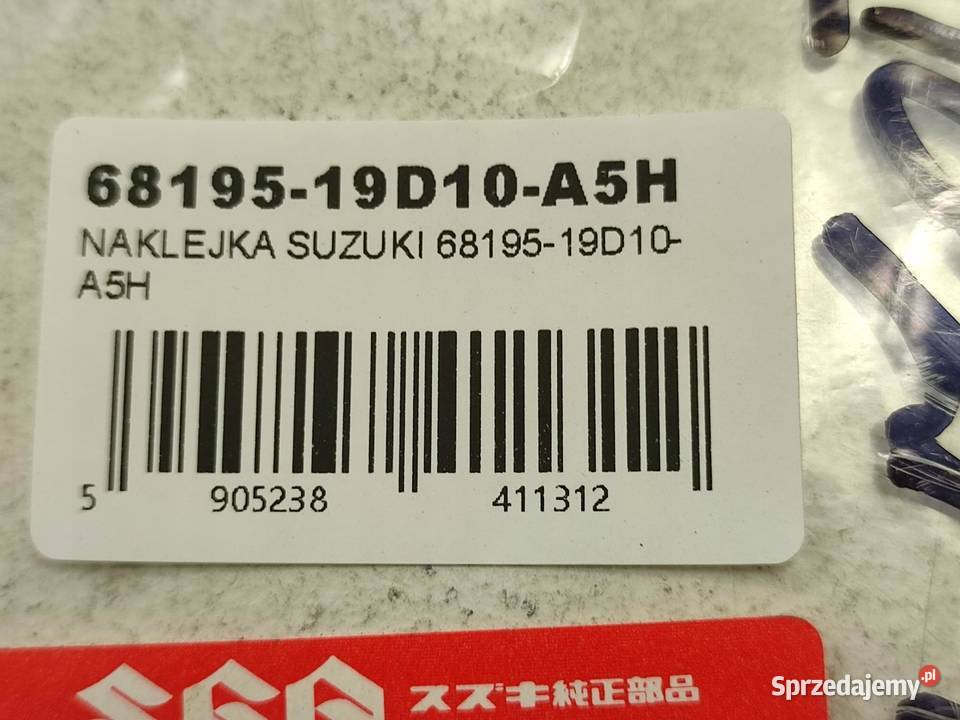 68195-19D10-A5H
NAKLEJKA SUZUKI 68195-19D10-
A5H
5 905238 411312
スズキ純正部品
Sprzedajemy.pl